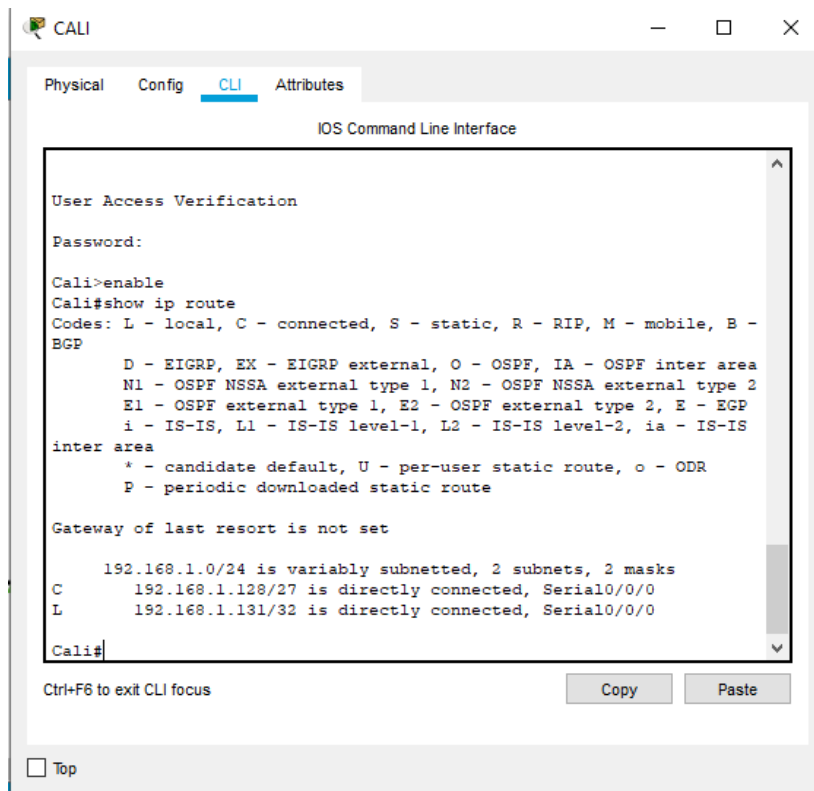 CALI
Physical Config CLI Attributes
IOS Command Line Interface
User Access Verification
Password:
Cali>enable
Cali#show ip route
Codes: L - local, C - connected, S - static, R - RIP, M - mobile, B -
BGP
D - EIGRP, EX - EIGRP external, O - OSPF, IA - OSPF inter area
N1 - OSPF NSSA external type 1, N2 - OSPF NSSA external type 2
E1 - OSPF external type 1, E2 - OSPF external type 2, E - EGP
i - IS-IS, L1 - IS-IS level-1, L2 - IS-IS level-2, ia - IS-IS
inter area
* - candidate default, U - per-user static route, o - ODR
P - periodic downloaded static route
Gateway of last resort is not set
192.168.1.0/24 is variably subnetted, 2 subnets, 2 masks
C 192.168.1.128/27 is directly connected, Serial0/0/0
L 192.168.1.131/32 is directly connected, Serial0/0/0
Cali#
Ctrl+F6 to exit CLI focus
Copy Paste
Top